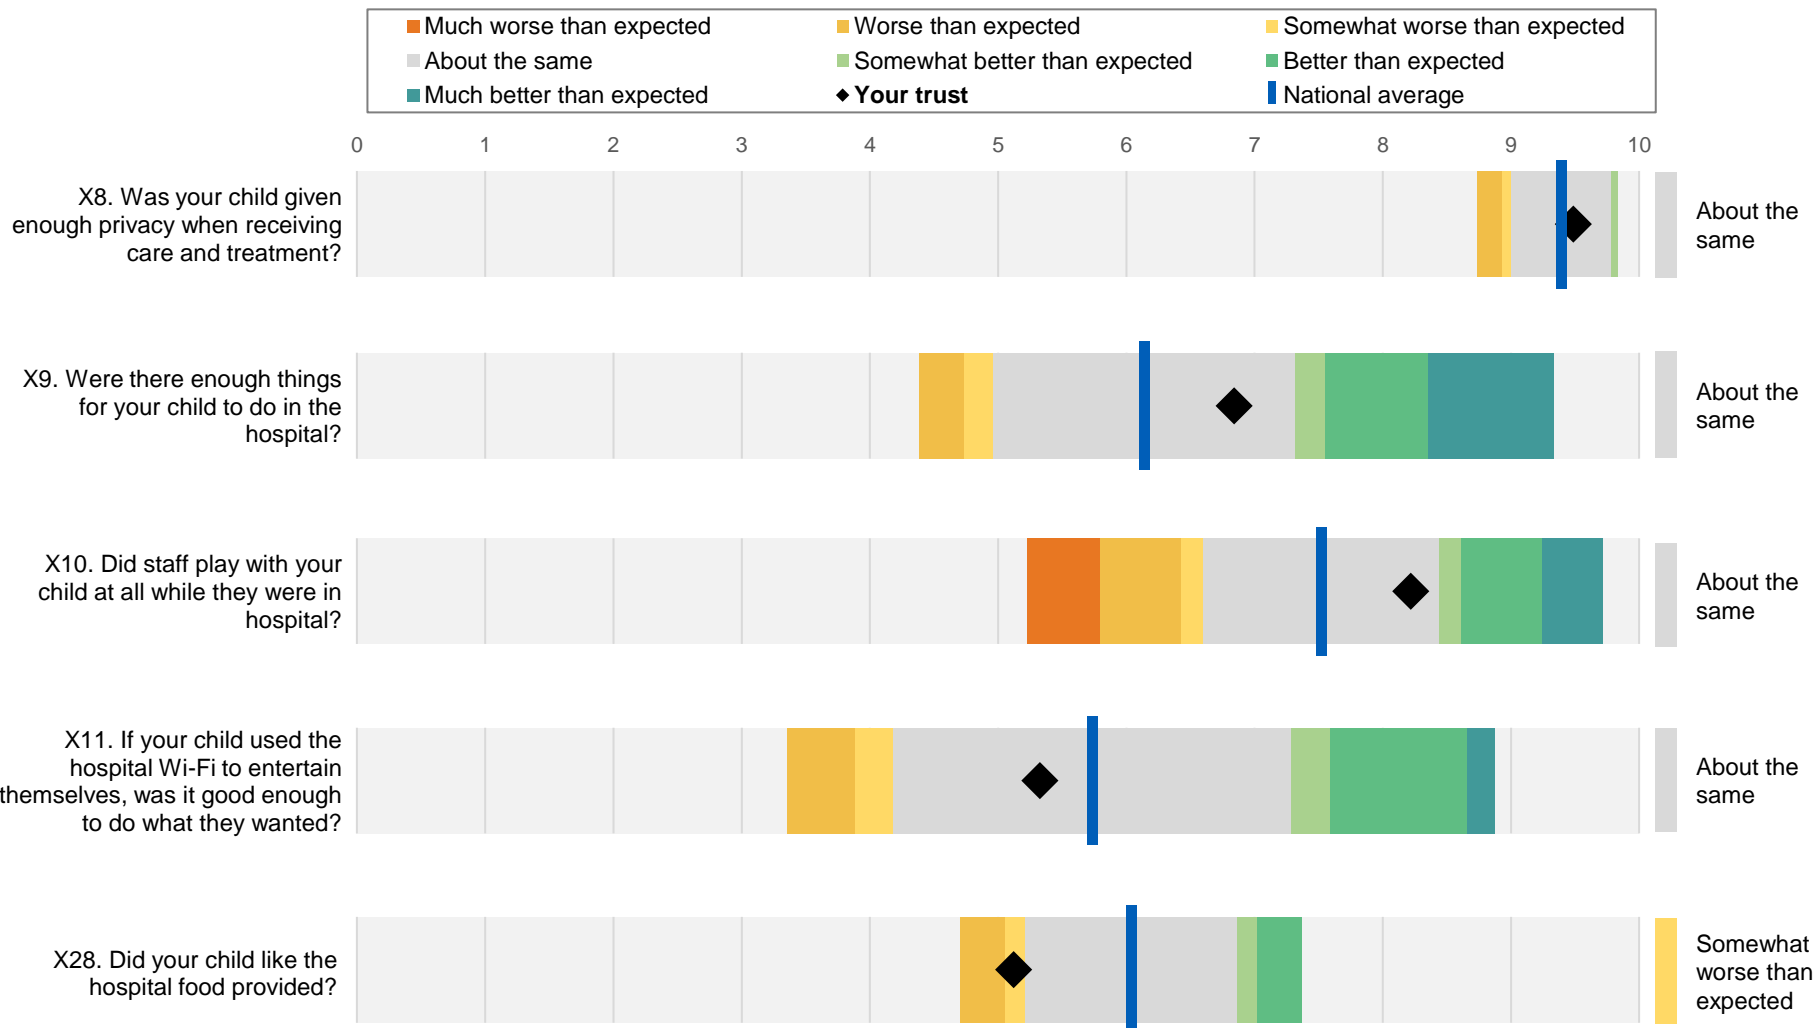 Much worse than expected
Worse than expected
Somewhat worse than expected
About the same
Somewhat better than expected
Better than expected
Much better than expected
Your trust
National average
0 1 2 3 4 5 6 7 8 9 10
X8. Was your child given
enough privacy when receiving
care and treatment?
About the
same
X9. Were there enough things
for your child to do in the
hospital?
About the
same
X10. Did staff play with your
child at all while they were in
hospital?
About the
same
X11. If your child used the
hospital Wi-Fi to entertain
themselves, was it good enough
to do what they wanted?
About the
same
X28. Did your child like the
hospital food provided?
Somewhat
worse than
expected